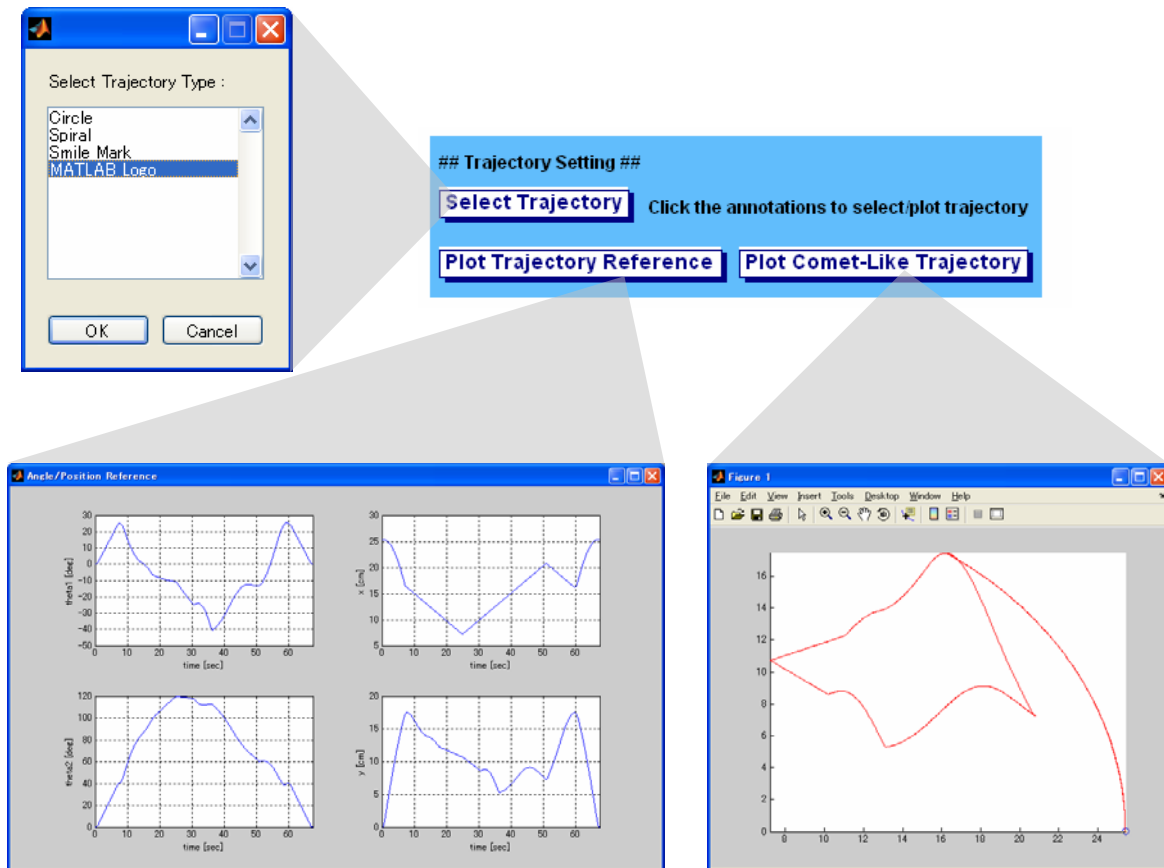 Select Trajectory Type :
Circle
Spiral
Smile Mark
MATLAB Logo
OK Cancel
## Trajectory Setting ##
Select Trajectory Click the annotations to select/plot trajectory
Plot Trajectory Reference Plot Comet-Like Trajectory
Angle/Position Reference
30
20
10
0
-10
-20
-30
-40
-50
theta1 [deg]
0 10 20 30 40 50 60
time [sec]
30
25
20
15
10
5
x [cm]
0 10 20 30 40 50 60
time [sec]
120
100
80
60
40
20
0
theta2 [deg]
0 10 20 30 40 50 60
time [sec]
20
15
10
5
0
y [cm]
0 10 20 30 40 50 60
time [sec]
Figure 1
File Edit View Insert Tools Desktop Window Help
16
14
12
10
8
6
4
2
0
8 10 12 14 16 18 20 22 24